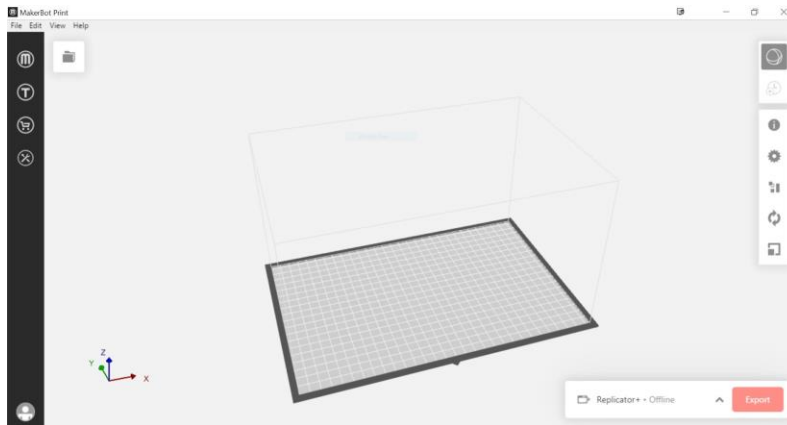 MakerBot Print
File Edit View Help
Z
Y
X
Replicator+ - Offline
Export